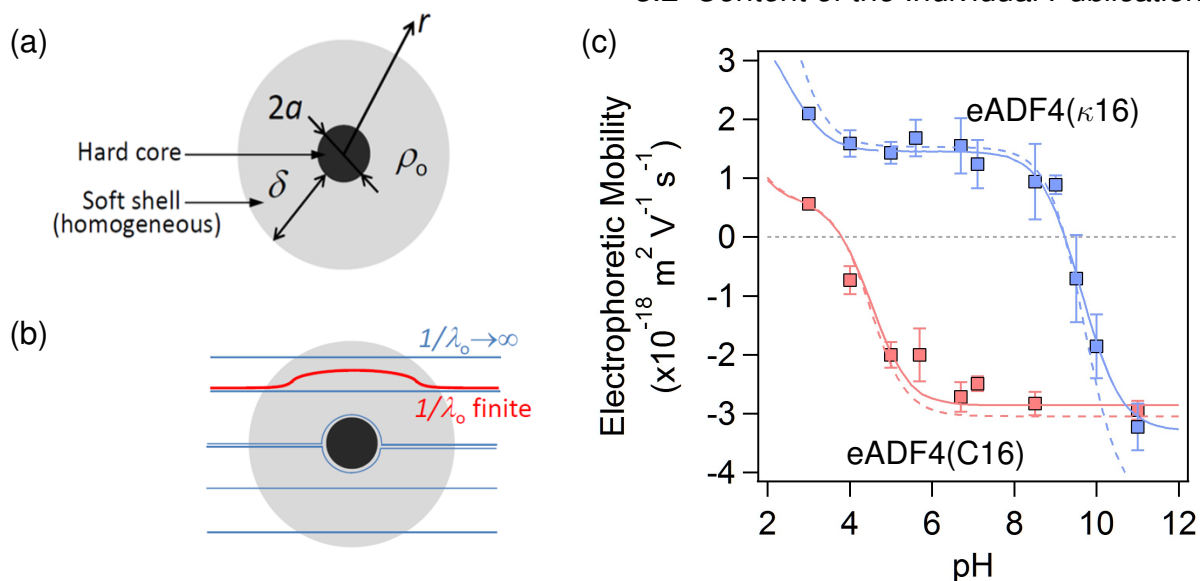 (a)
r
2a
Hard core
ρo
δ
Soft shell
(homogeneous)
(b)
1/λo→∞
1/λo finite
(c)
Electrophoretic Mobility
(x10-18 m2 V-1 s-1)
3
2
1
0
-1
-2
-3
-4
eADF4(κ16)
eADF4(C16)
2
4
6
8
10
12
pH